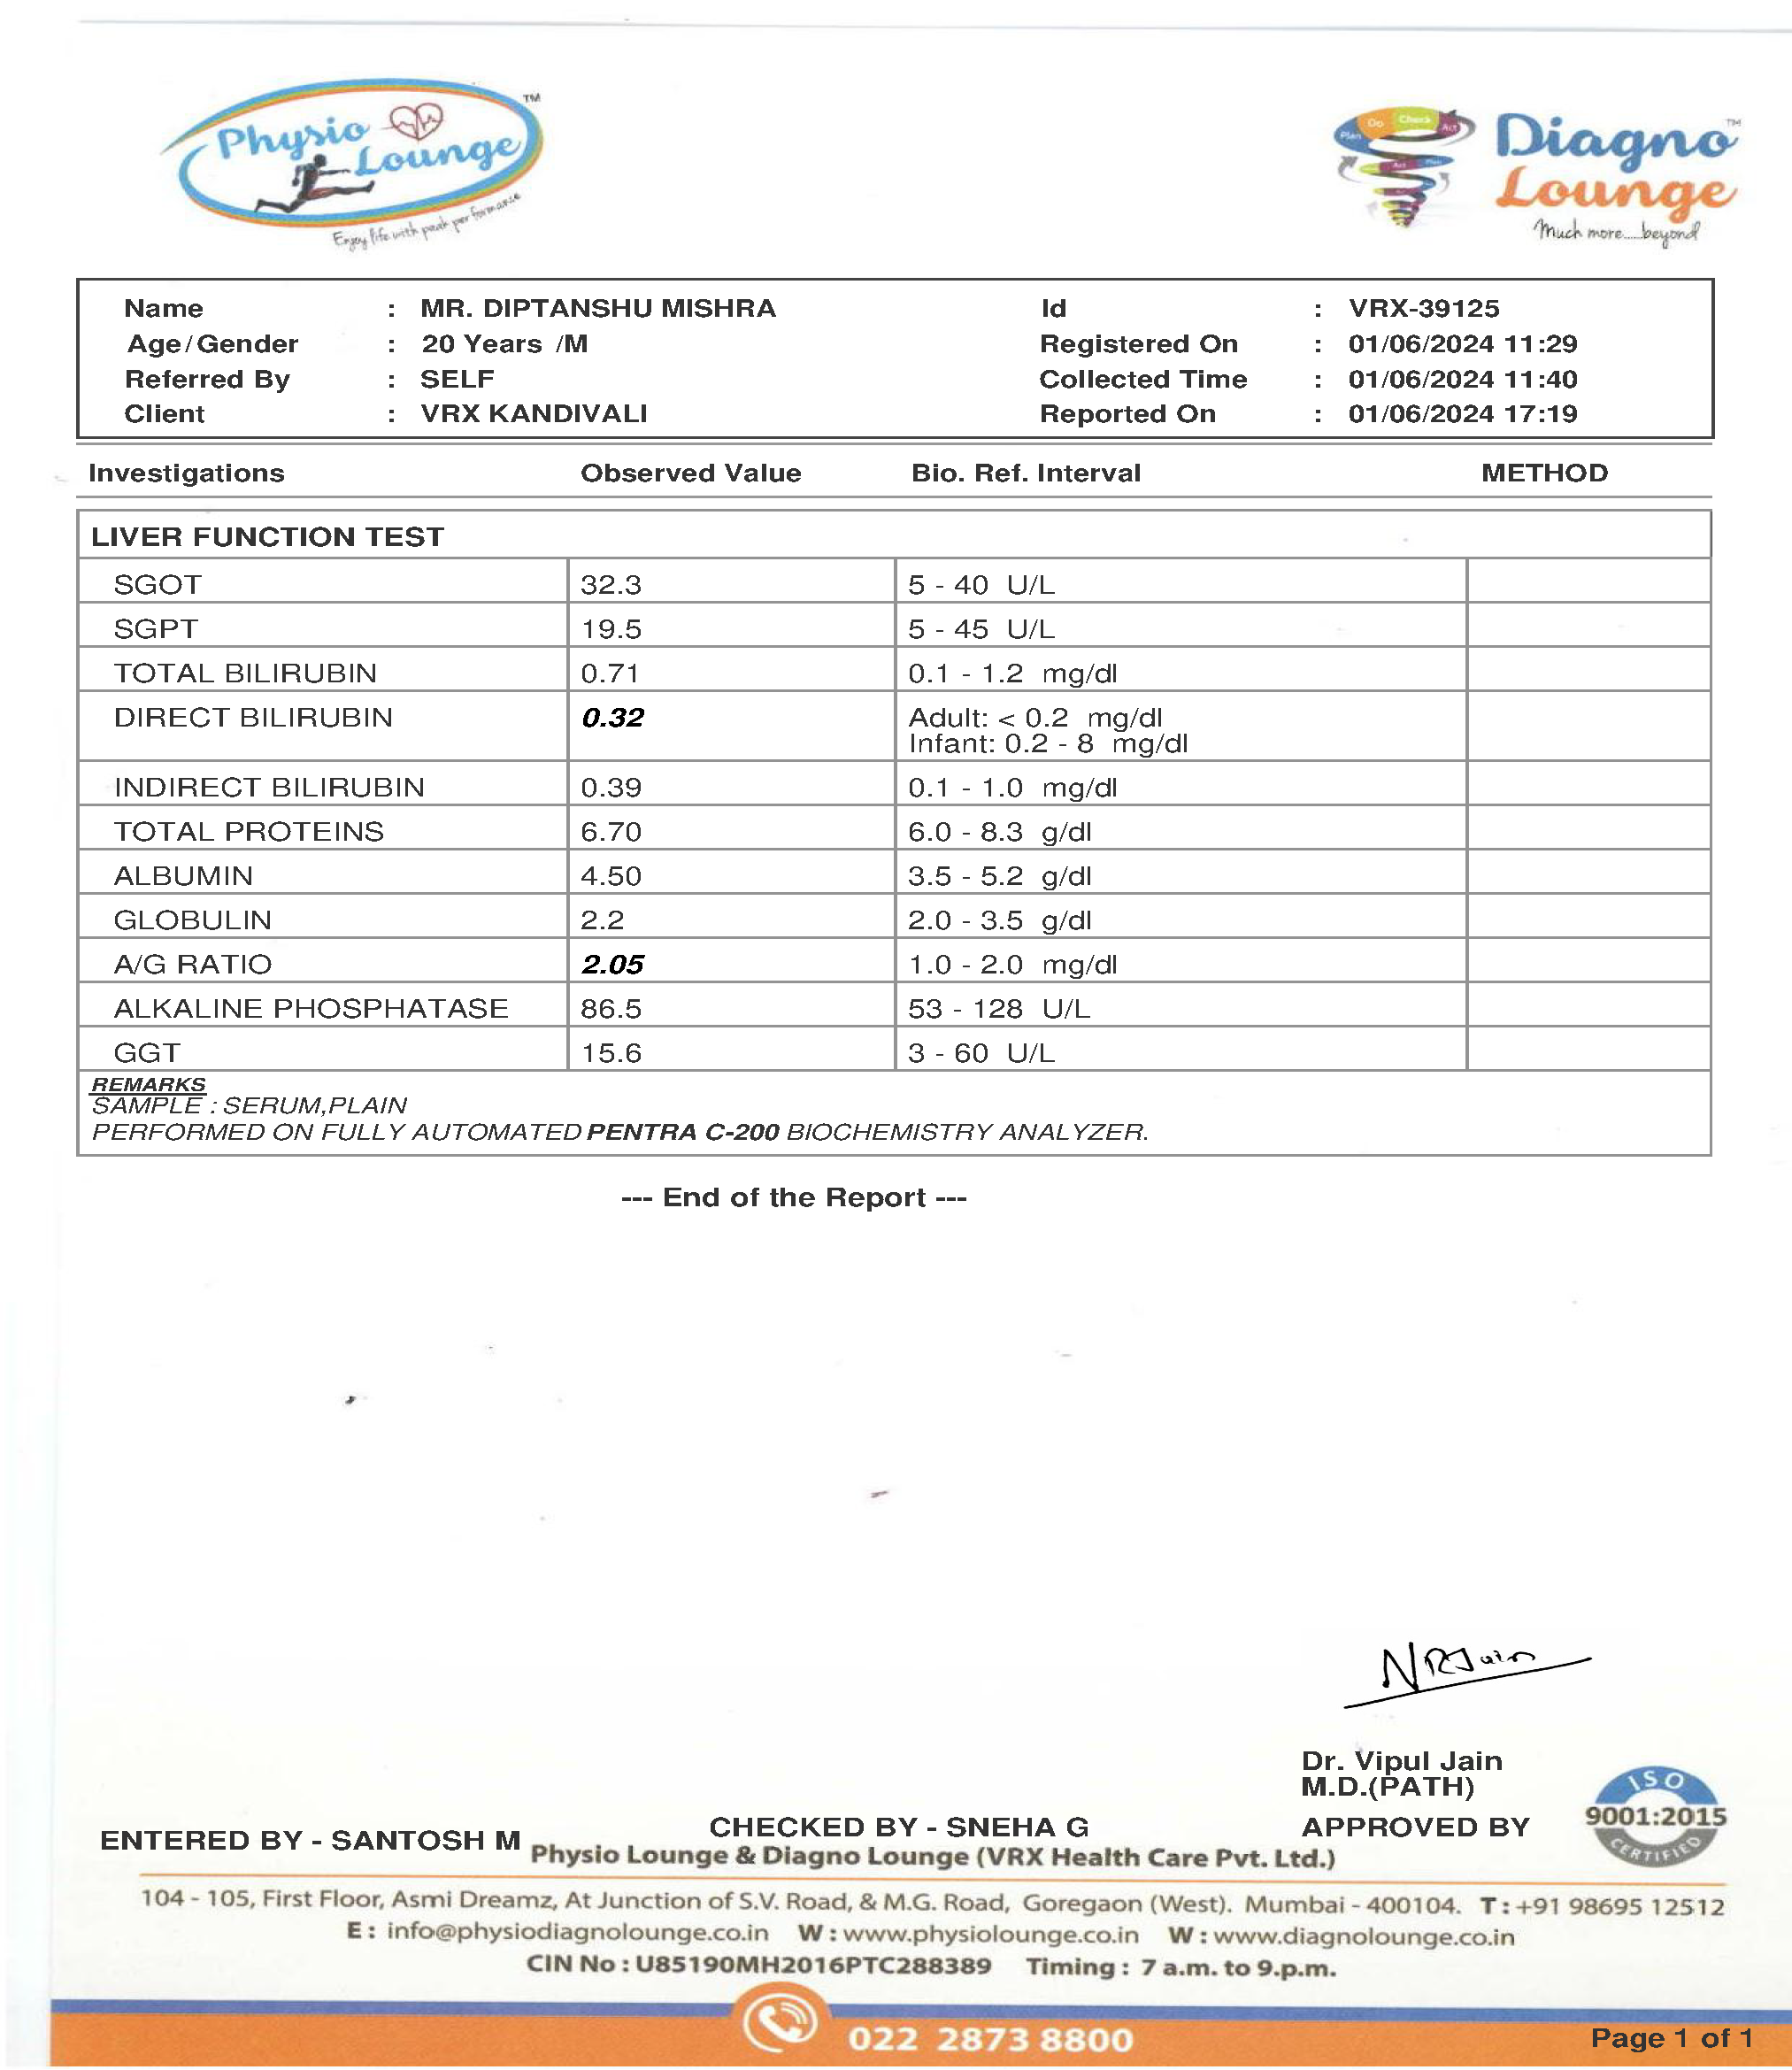 Physio Lounge TM
Enjoy life with peak performance
Plan Do Check Act
Diagno Lounge TM
Much more.....beyond
Name : MR. DIPTANSHU MISHRA Id : VRX-39125
Age/Gender : 20 Years /M Registered On : 01/06/2024 11:29
Referred By : SELF Collected Time : 01/06/2024 11:40
Client : VRX KANDIVALI Reported On : 01/06/2024 17:19
Investigations Observed Value Bio. Ref. Interval METHOD
LIVER FUNCTION TEST
SGOT 32.3 5 - 40 U/L
SGPT 19.5 5 - 45 U/L
TOTAL BILIRUBIN 0.71 0.1 - 1.2 mg/dl
DIRECT BILIRUBIN 0.32 Adult: < 0.2 mg/dl
Infant: 0.2 - 8 mg/dl
INDIRECT BILIRUBIN 0.39 0.1 - 1.0 mg/dl
TOTAL PROTEINS 6.70 6.0 - 8.3 g/dl
ALBUMIN 4.50 3.5 - 5.2 g/dl
GLOBULIN 2.2 2.0 - 3.5 g/dl
A/G RATIO 2.05 1.0 - 2.0 mg/dl
ALKALINE PHOSPHATASE 86.5 53 - 128 U/L
GGT 15.6 3 - 60 U/L
REMARKS
SAMPLE : SERUM,PLAIN
PERFORMED ON FULLY AUTOMATED PENTRA C-200 BIOCHEMISTRY ANALYZER.
--- End of the Report ---
NRJain
Dr. Vipul Jain
M.D.(PATH)
ENTERED BY - SANTOSH M CHECKED BY - SNEHA G APPROVED BY
ISO 9001:2015 CERTIFIED
Physio Lounge & Diagno Lounge (VRX Health Care Pvt. Ltd.)
104 - 105, First Floor, Asmi Dreamz, At Junction of S.V. Road, & M.G. Road, Goregaon (West). Mumbai - 400104. T : +91 98695 12512
E : info@physiodiagnolounge.co.in W : www.physiolounge.co.in W : www.diagnolounge.co.in
CIN No : U85190MH2016PTC288389 Timing : 7 a.m. to 9.p.m.
022 2873 8800
Page 1 of 1